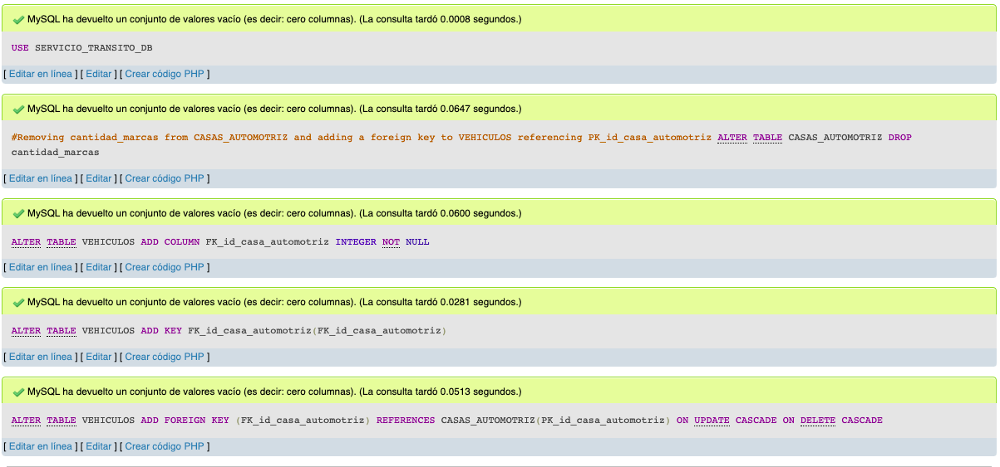 MySQL ha devuelto un conjunto de valores vacío (es decir: cero columnas). (La consulta tardó 0.0008 segundos.)
USE SERVICIO_TRANSITO_DB
[ Editar en línea ] [ Editar ] [ Crear código PHP ]
MySQL ha devuelto un conjunto de valores vacío (es decir: cero columnas). (La consulta tardó 0.0647 segundos.)
#Removing cantidad_marcas from CASAS_AUTOMOTRIZ and adding a foreign key to VEHICULOS referencing PK_id_casa_automotriz ALTER TABLE CASAS_AUTOMOTRIZ DROP
cantidad_marcas
[ Editar en línea ] [ Editar ] [ Crear código PHP ]
MySQL ha devuelto un conjunto de valores vacío (es decir: cero columnas). (La consulta tardó 0.0600 segundos.)
ALTER TABLE VEHICULOS ADD COLUMN FK_id_casa_automotriz INTEGER NOT NULL
[ Editar en línea ] [ Editar ] [ Crear código PHP ]
MySQL ha devuelto un conjunto de valores vacío (es decir: cero columnas). (La consulta tardó 0.0281 segundos.)
ALTER TABLE VEHICULOS ADD KEY FK_id_casa_automotriz(FK_id_casa_automotriz)
[ Editar en línea ] [ Editar ] [ Crear código PHP ]
MySQL ha devuelto un conjunto de valores vacío (es decir: cero columnas). (La consulta tardó 0.0513 segundos.)
ALTER TABLE VEHICULOS ADD FOREIGN KEY (FK_id_casa_automotriz) REFERENCES CASAS_AUTOMOTRIZ(PK_id_casa_automotriz) ON UPDATE CASCADE ON DELETE CASCADE
[ Editar en línea ] [ Editar ] [ Crear código PHP ]